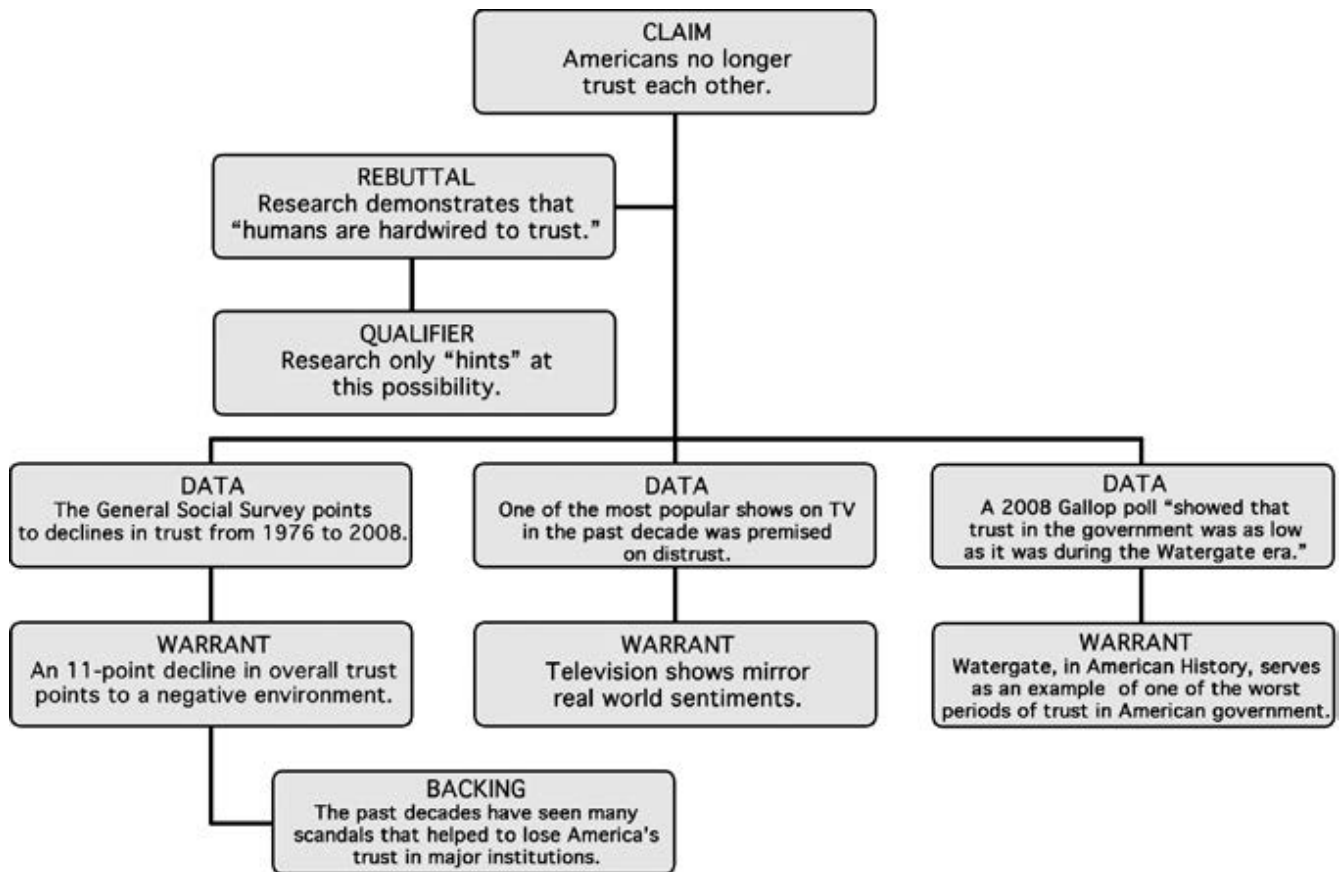 CLAIM
Americans no longer
trust each other.
REBUTTAL
Research demonstrates that
“humans are hardwired to trust.”
QUALIFIER
Research only “hints” at
this possibility.
DATA
The General Social Survey points
to declines in trust from 1976 to 2008.
DATA
One of the most popular shows on TV
in the past decade was premised
on distrust.
DATA
A 2008 Gallop poll “showed that
trust in the government was as low
as it was during the Watergate era.”
WARRANT
An 11-point decline in overall trust
points to a negative environment.
WARRANT
Television shows mirror
real world sentiments.
WARRANT
Watergate, in American History, serves
as an example of one of the worst
periods of trust in American government.
BACKING
The past decades have seen many
scandals that helped to lose America’s
trust in major institutions.